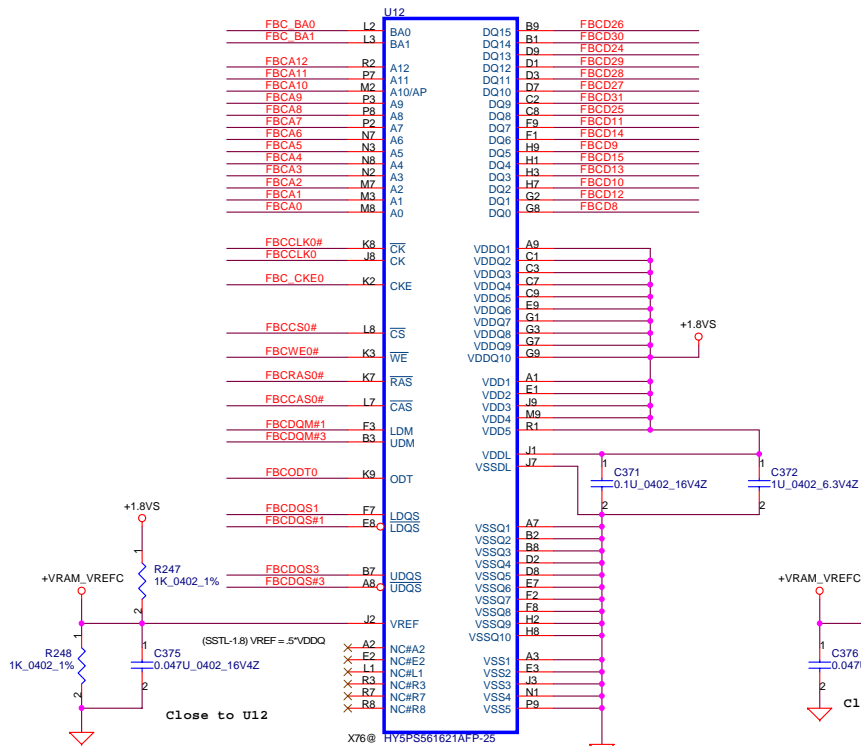 U12
FBC_BA0 L2 BA0 DQ15 B9 FBCD26
FBC_BA1 L3 BA1 DQ14 B1 FBCD30
DQ13 D9 FBCD24
FBCA12 R2 A12 DQ12 D1 FBCD29
FBCA11 P7 A11 DQ11 D3 FBCD28
FBCA10 M2 A10/AP DQ10 D7 FBCD27
FBCA9 P3 A9 DQ9 C2 FBCD31
FBCA8 P8 A8 DQ8 C8 FBCD25
FBCA7 P2 A7 DQ7 F9 FBCD11
FBCA6 N7 A6 DQ6 F1 FBCD14
FBCA5 N3 A5 DQ5 H9 FBCD9
FBCA4 N8 A4 DQ4 H1 FBCD15
FBCA3 N2 A3 DQ3 H3 FBCD13
FBCA2 M7 A2 DQ2 H7 FBCD10
FBCA1 M3 A1 DQ1 G2 FBCD12
FBCA0 M8 A0 DQ0 G8 FBCD8
FBCCLK0# K8 CK VDDQ1 A9
FBCCLK0 J8 CK VDDQ2 C1
VDDQ3 C3
FBC_CKE0 K2 CKE VDDQ4 C7
VDDQ5 C9
VDDQ6 E9
VDDQ7 G1
FBCCS0# L8 CS VDDQ8 G3
VDDQ9 G7
FBCWE0# K3 WE VDDQ10 G9
+1.8VS
FBCRAS0# K7 RAS VDD1 A1
VDD2 E1
FBCCAS0# L7 CAS VDD3 J9
VDD4 M9
FBCDQM#1 F3 LDM VDD5 R1
FBCDQM#3 B3 UDM
VDDL J1
VSSDL J7
FBCODT0 K9 ODT
1 C371 1 C372
0.1U_0402_16V4Z 1U_0402_6.3V4Z
2 2
FBCDQS1 F7 LDQS
FBCDQS#1 E8 LDQS VSSQ1 A7
VSSQ2 B2
VSSQ3 B8
VSSQ4 D2
FBCDQS3 B7 UDQS VSSQ5 D8
FBCDQS#3 A8 UDQS VSSQ6 E7
VSSQ7 F2
VSSQ8 F8
J2 VREF VSSQ9 H2
VSSQ10 H8
+1.8VS
1
R247
1K_0402_1%
2
+VRAM_VREFC
(SSTL-1.8) VREF = .5*VDDQ
A2 NC#A2 VSS1 A3
E2 NC#E2 VSS2 E3
L1 NC#L1 VSS3 J3
R3 NC#R3 VSS4 N1
R7 NC#R7 VSS5 P9
R8 NC#R8
1 1
R248 C375
1K_0402_1% 0.047U_0402_16V4Z
2 2
Close to U12
X76@ HY5PS561621AFP-25
+VRAM_VREFC
1
C376
0.047U
2
Cl